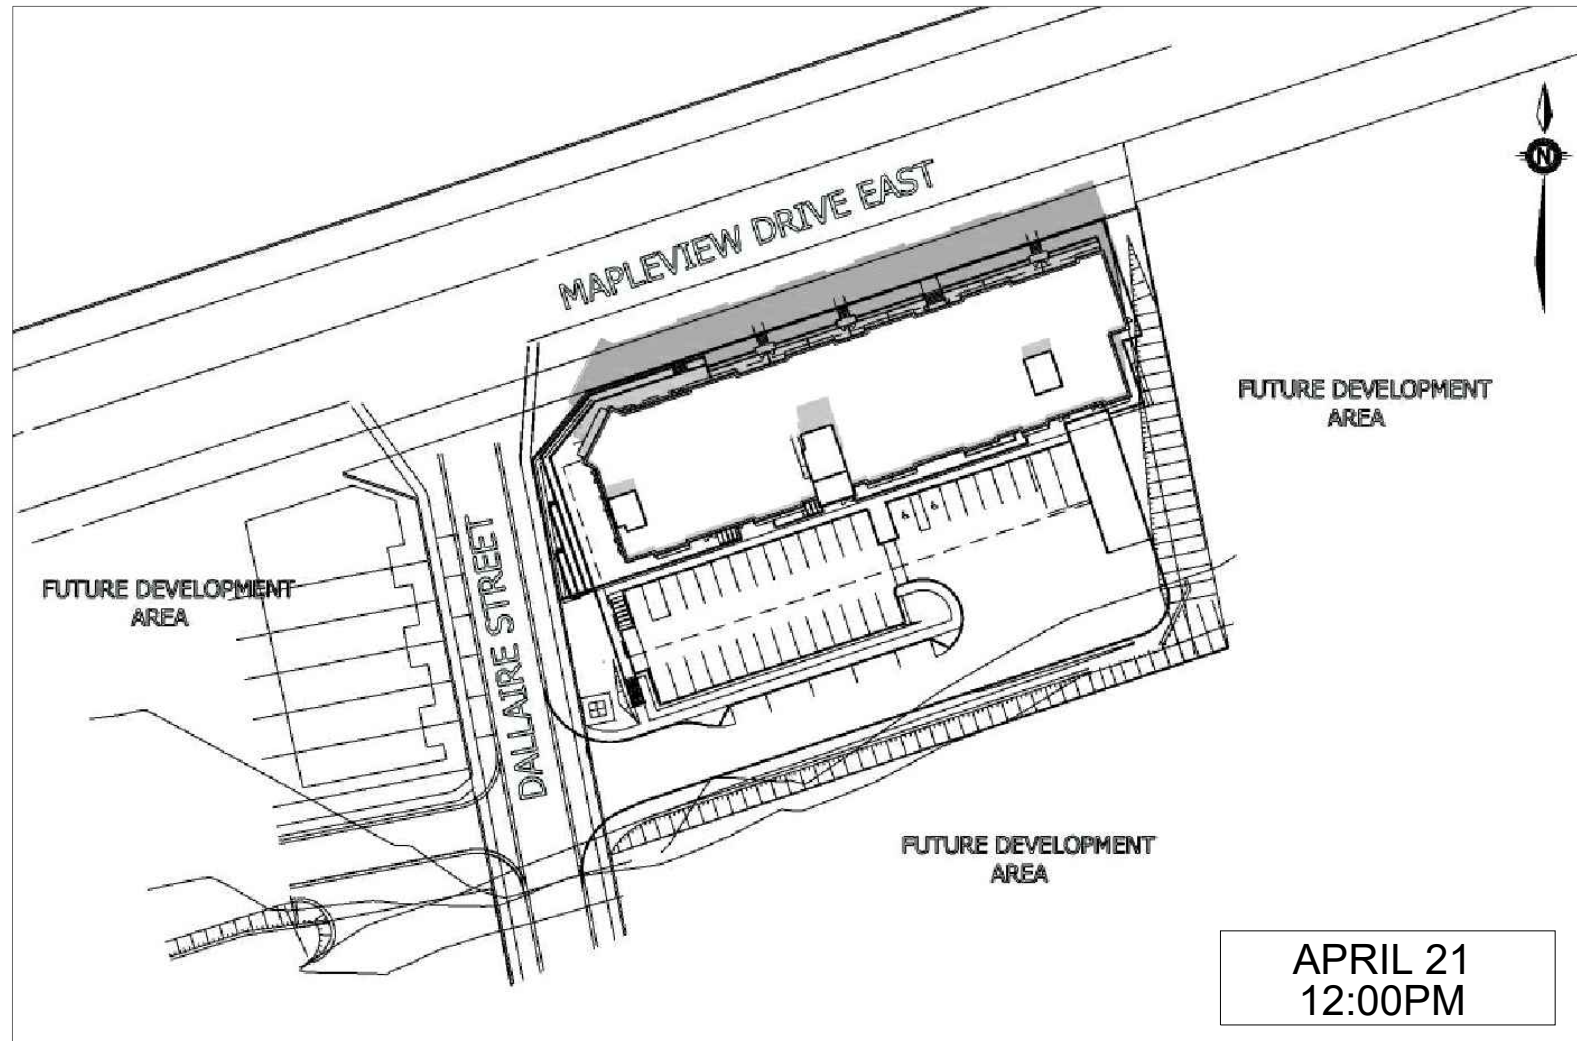 MAPLEVIEW DRIVE EAST
N
FUTURE DEVELOPMENT
AREA
FUTURE DEVELOPMENT
AREA
DALLAIRE STREET
FUTURE DEVELOPMENT
AREA
APRIL 21
12:00PM